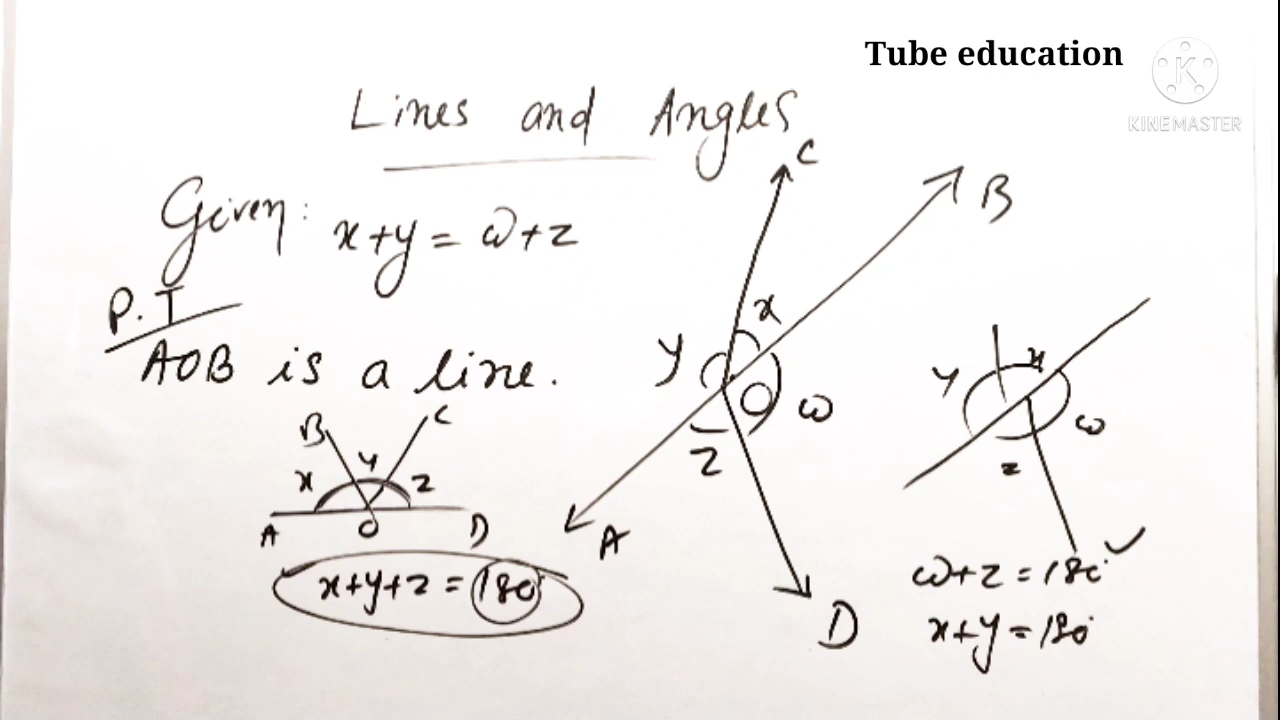 Tube education
K
KINEMASTER
Lines and Angles
Given: x+y = ω+z
P.T
AOB is a line.
C
B
x
y
O
ω
z
A
D
B
C
x
y
z
A
O
D
x+y+z = 180°
y
x
ω
z
ω+z = 180°
x+y = 180°